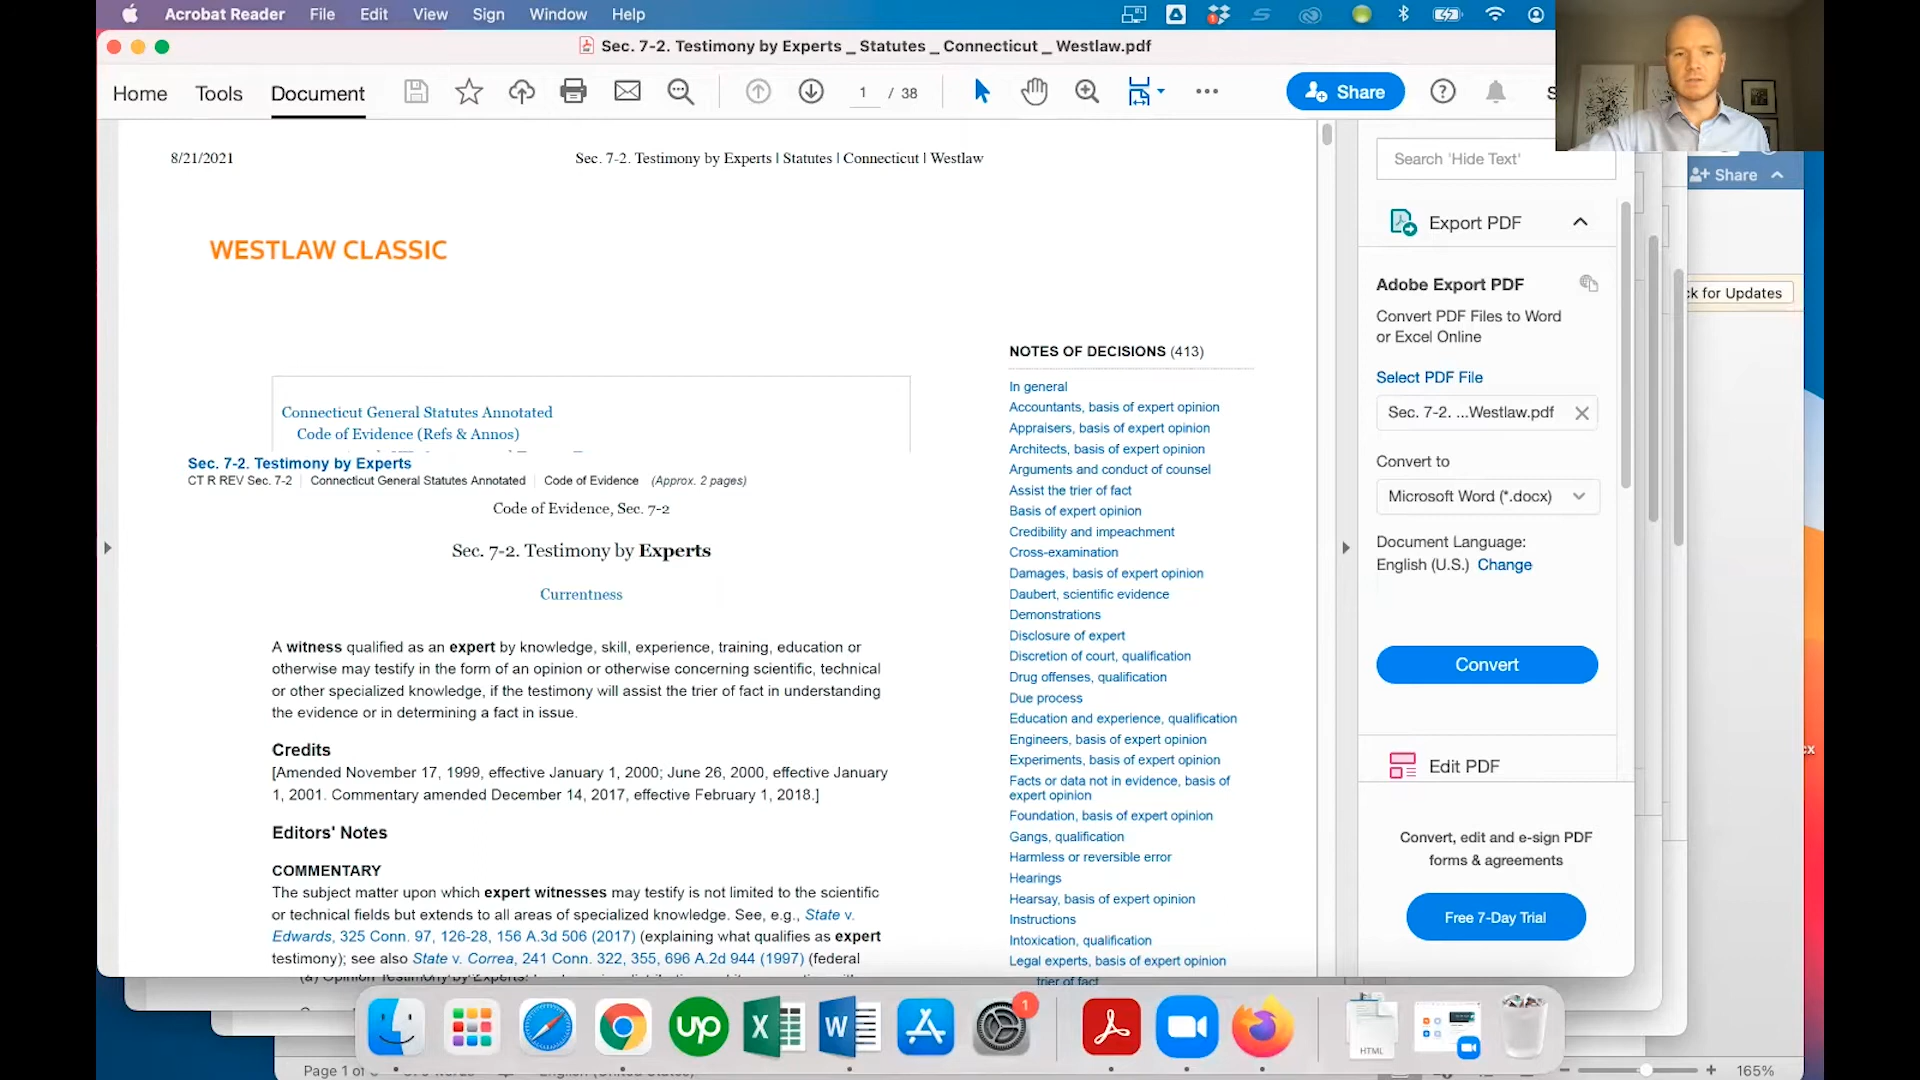 Acrobat Reader File Edit View Sign Window Help
Sec. 7-2. Testimony by Experts _ Statutes _ Connecticut _ Westlaw.pdf
Home Tools Document 1 / 38 Share
8/21/2021 Sec. 7-2. Testimony by Experts | Statutes | Connecticut | Westlaw
WESTLAW CLASSIC
Connecticut General Statutes Annotated
Code of Evidence (Refs & Annos)
Sec. 7-2. Testimony by Experts
CT R REV Sec. 7-2 | Connecticut General Statutes Annotated | Code of Evidence (Approx. 2 pages)
Code of Evidence, Sec. 7-2
Sec. 7-2. Testimony by Experts
Currentness
A witness qualified as an expert by knowledge, skill, experience, training, education or
otherwise may testify in the form of an opinion or otherwise concerning scientific, technical
or other specialized knowledge, if the testimony will assist the trier of fact in understanding
the evidence or in determining a fact in issue.
Credits
[Amended November 17, 1999, effective January 1, 2000; June 26, 2000, effective January
1, 2001. Commentary amended December 14, 2017, effective February 1, 2018.]
Editors' Notes
COMMENTARY
The subject matter upon which expert witnesses may testify is not limited to the scientific
or technical fields but extends to all areas of specialized knowledge. See, e.g., State v.
Edwards, 325 Conn. 97, 126-28, 156 A.3d 506 (2017) (explaining what qualifies as expert
testimony); see also State v. Correa, 241 Conn. 322, 355, 696 A.2d 944 (1997) (federal
NOTES OF DECISIONS (413)
In general
Accountants, basis of expert opinion
Appraisers, basis of expert opinion
Architects, basis of expert opinion
Arguments and conduct of counsel
Assist the trier of fact
Basis of expert opinion
Credibility and impeachment
Cross-examination
Damages, basis of expert opinion
Daubert, scientific evidence
Demonstrations
Disclosure of expert
Discretion of court, qualification
Drug offenses, qualification
Due process
Education and experience, qualification
Engineers, basis of expert opinion
Experiments, basis of expert opinion
Facts or data not in evidence, basis of
expert opinion
Foundation, basis of expert opinion
Gangs, qualification
Harmless or reversible error
Hearings
Hearsay, basis of expert opinion
Instructions
Intoxication, qualification
Legal experts, basis of expert opinion
trier of fact
Search 'Hide Text'
Export PDF
Adobe Export PDF
Convert PDF Files to Word
or Excel Online
Select PDF File
Sec. 7-2. ...Westlaw.pdf
Convert to
Microsoft Word (*.docx)
Document Language:
English (U.S.) Change
Convert
Edit PDF
Convert, edit and e-sign PDF
forms & agreements
Free 7-Day Trial
Share
ck for Updates
cx
up X W 1 HTML
Page 1 of
165%